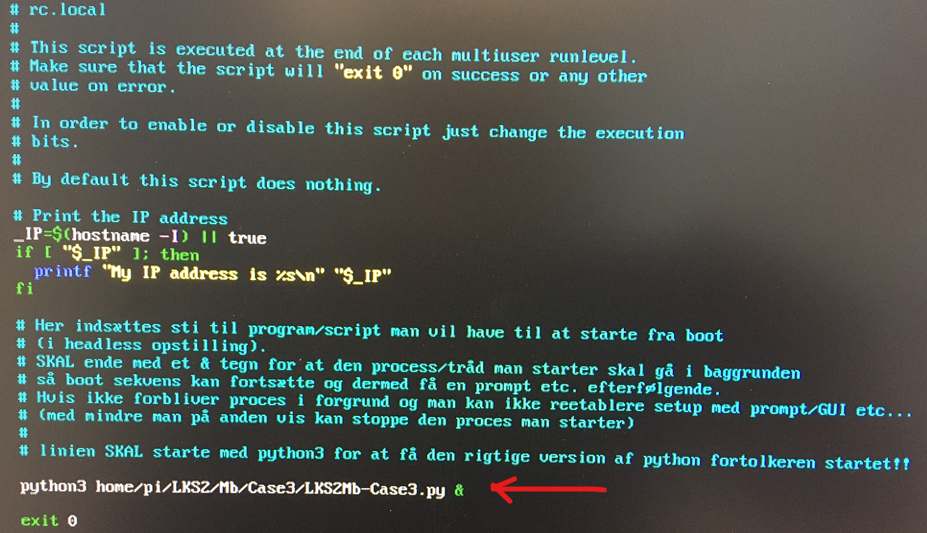 # rc.local
#
# This script is executed at the end of each multiuser runlevel.
# Make sure that the script will "exit 0" on success or any other
# value on error.
#
# In order to enable or disable this script just change the execution
# bits.
#
# By default this script does nothing.
# Print the IP address
_IP=$(hostname -I) || true
if [ "$_IP" ]; then
  printf "My IP address is %s\n" "$_IP"
fi
# Her indsættes sti til program/script man vil have til at starte fra boot
# (i headless opstilling).
# SKAL ende med et & tegn for at den process/tråd man starter skal gå i baggrunden
# så boot sekvens kan fortsætte og dermed få en prompt etc. efterfølgende.
# Hvis ikke forbliver proces i forgrund og man kan ikke reetablere setup med prompt/GUI etc...
# (med mindre man på anden vis kan stoppe den proces man starter)
#
# linien SKAL starte med python3 for at få den rigtige version af python fortolkeren startet!!
python3 home/pi/LKS2/Mb/Case3/LKS2Mb-Case3.py &
exit 0